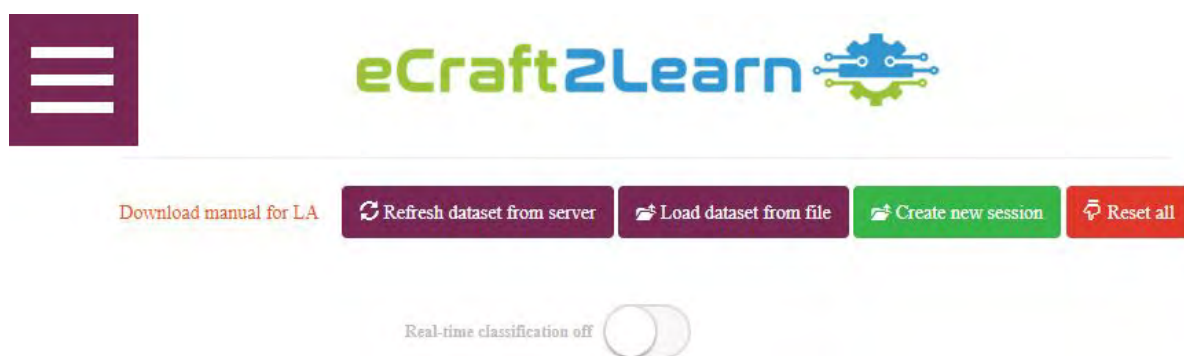 eCraft2Learn
Download manual for LA Refresh dataset from server Load dataset from file Create new session Reset all
Real-time classification off